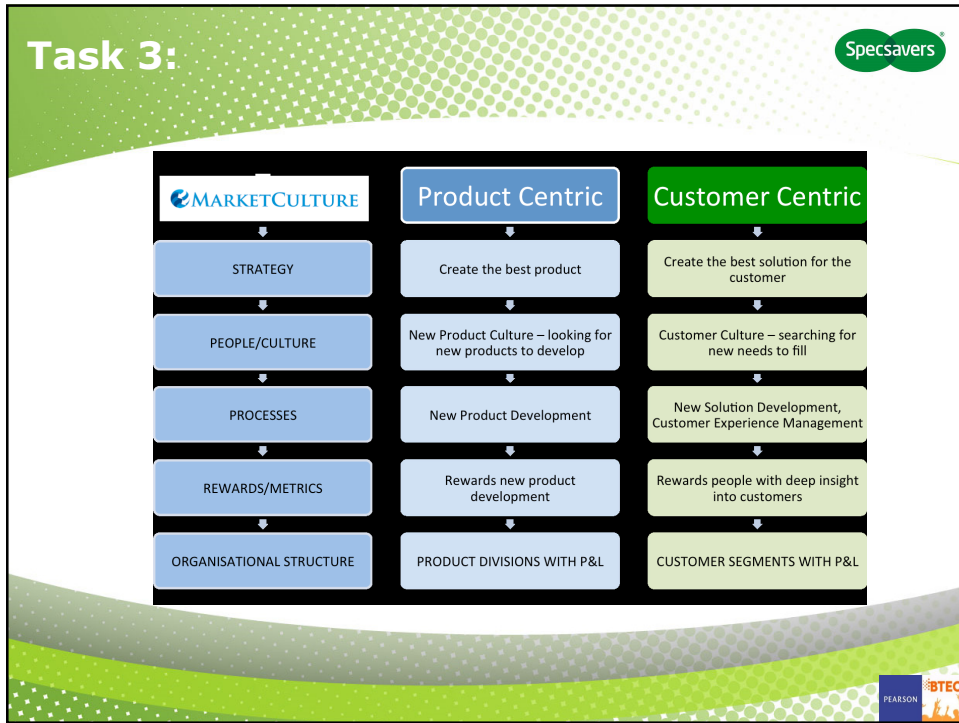 Task 3:
Specsavers
MARKETCULTURE
Product Centric
Customer Centric
STRATEGY
Create the best product
Create the best solution for the
customer
PEOPLE/CULTURE
New Product Culture – looking for
new products to develop
Customer Culture – searching for
new needs to fill
PROCESSES
New Product Development
New Solution Development,
Customer Experience Management
REWARDS/METRICS
Rewards new product
development
Rewards people with deep insight
into customers
ORGANISATIONAL STRUCTURE
PRODUCT DIVISIONS WITH P&L
CUSTOMER SEGMENTS WITH P&L
PEARSON
BTEC